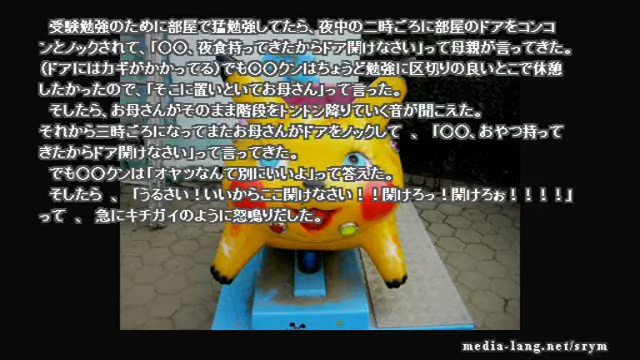 受験勉強のために部屋で猛勉強してたら、夜中の二時ごろに部屋のドアをコンコ
ンとノックされて、「〇〇、夜食持ってきたからドア開けなさい」って母親が言ってきた。
（ドアにはカギがかかってる）でも〇〇クンはちょうど勉強に区切りの良いとこで休憩
したかったので、「そこに置いといてお母さん」って言った。
そしたら、お母さんがそのまま階段をトントン降りていく音が聞こえた。
それから三時ごろになってまたお母さんがドアをノックして 、 「〇〇、おやつ持って
きたからドア開けなさい」って言ってきた。
でも〇〇クンは「オヤツなんて別にいいよ」って答えた。
そしたら 、 「うるさい！いいからここ開けなさい！！開けろっ！開けろぉ！！！！」
って 、 急にキチガイのように怒鳴りだした。
media-lang.net/srym